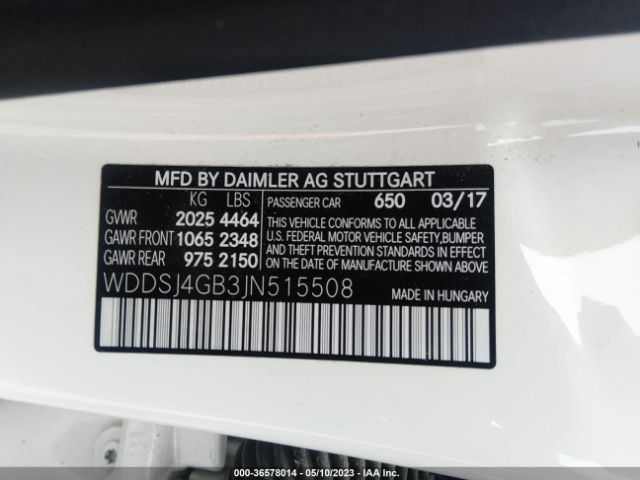 MFD BY DAIMLER AG STUTTGART
KG LBS PASSENGER CAR 650 03/17
GVWR 2025 4464 THIS VEHICLE CONFORMS TO ALL APPLICABLE
GAWR FRONT 1065 2348 U.S. FEDERAL MOTOR VEHICLE SAFETY,BUMPER
AND THEFT PREVENTION STANDARDS IN EFFECT
GAWR REAR 975 2150 ON THE DATE OF MANUFACTURE SHOWN ABOVE.
WDDSJ4GB3JN515508 MADE IN HUNGARY
000-36578014 - 05/10/2023 - IAA Inc.